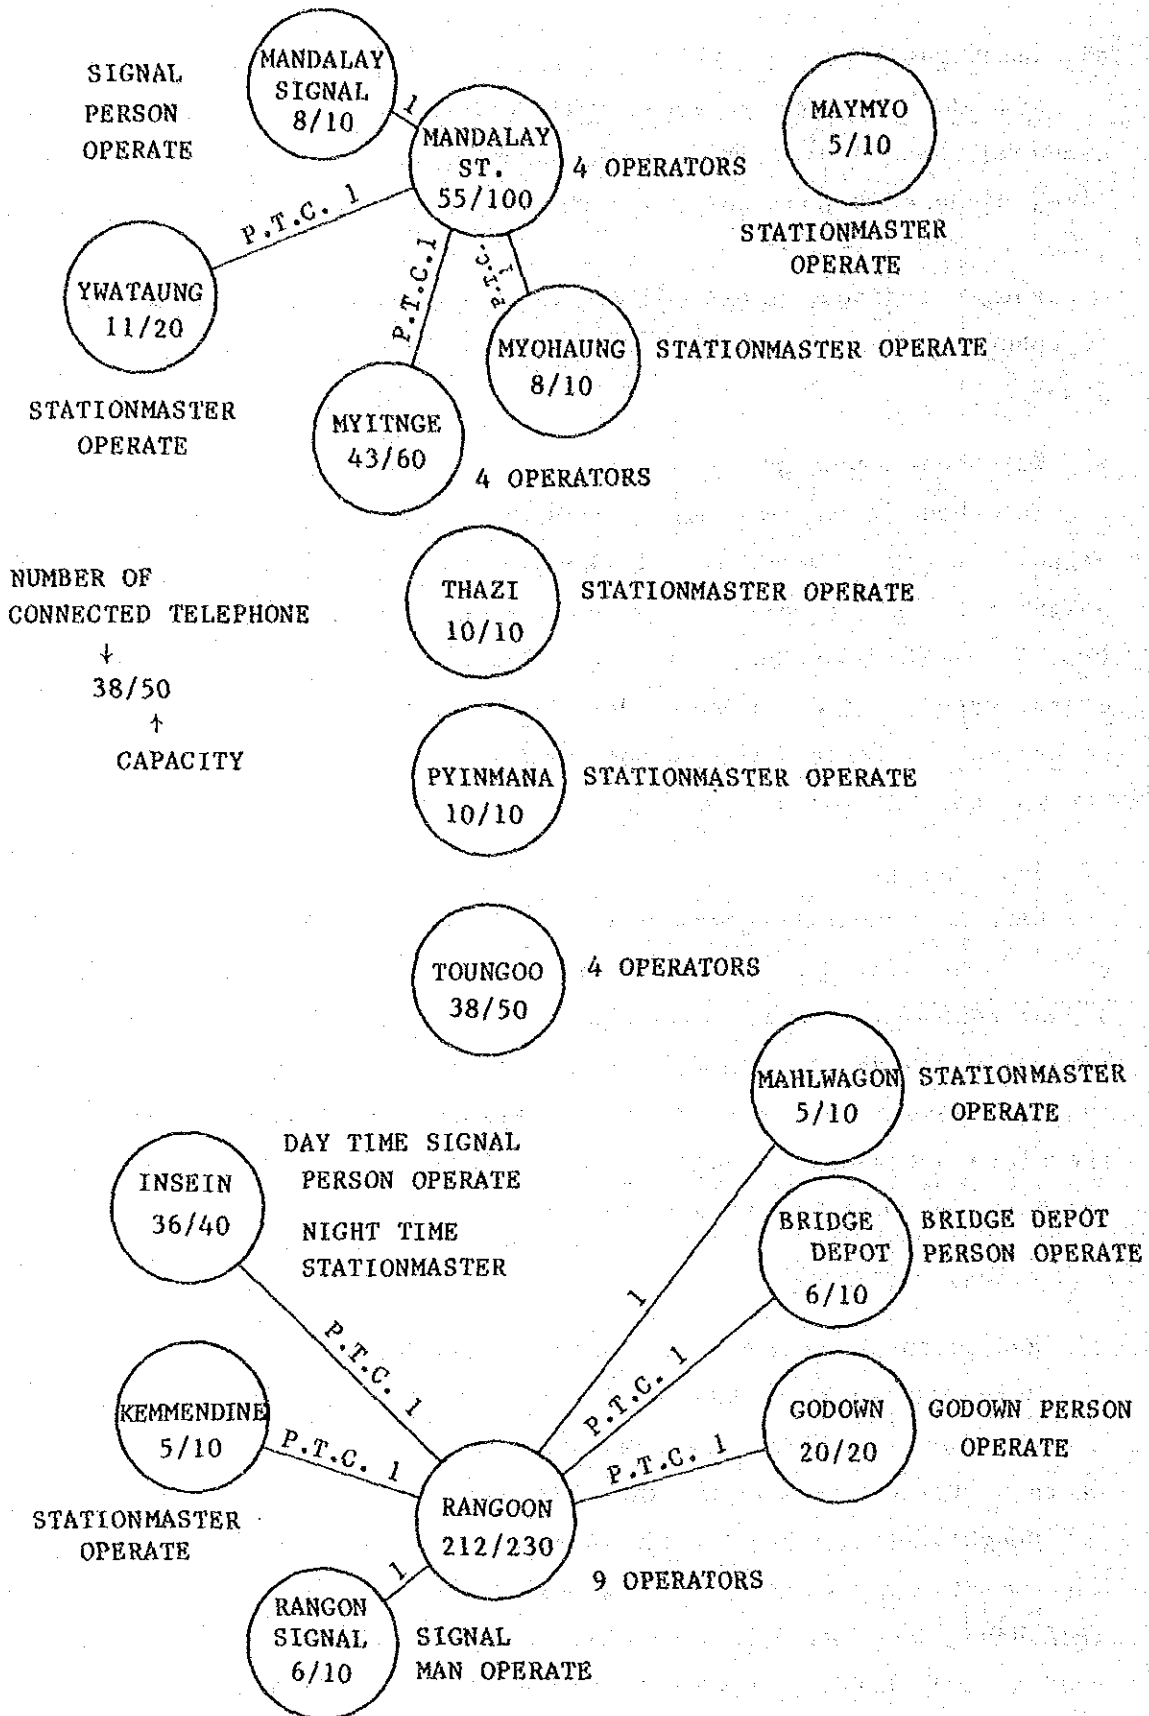 SIGNAL
PERSON
OPERATE
MANDALAY
SIGNAL
8/10
1
MANDALAY
ST.
55/100
4 OPERATORS
MAYMYO
5/10
STATIONMASTER
OPERATE
P.T.C. 1
YWATAUNG
11/20
STATIONMASTER
OPERATE
P.T.C.1
MYITNGE
43/60
4 OPERATORS
P.T.C. 1
MYOHAUNG
8/10
STATIONMASTER OPERATE
NUMBER OF
CONNECTED TELEPHONE
↓
38/50
↑
CAPACITY
THAZI
10/10
STATIONMASTER OPERATE
PYINMANA
10/10
STATIONMASTER OPERATE
TOUNGOO
38/50
4 OPERATORS
MAHLWAGON
5/10
STATIONMASTER
OPERATE
INSEIN
36/40
DAY TIME SIGNAL
PERSON OPERATE
NIGHT TIME
STATIONMASTER
BRIDGE
DEPOT
6/10
BRIDGE DEPOT
PERSON OPERATE
1
P.T.C. 1
P.T.C. 1
KEMMENDINE
5/10
STATIONMASTER
OPERATE
P.T.C. 1
P.T.C. 1
GODOWN
20/20
GODOWN PERSON
OPERATE
RANGOON
212/230
9 OPERATORS
1
RANGON
SIGNAL
6/10
SIGNAL
MAN OPERATE